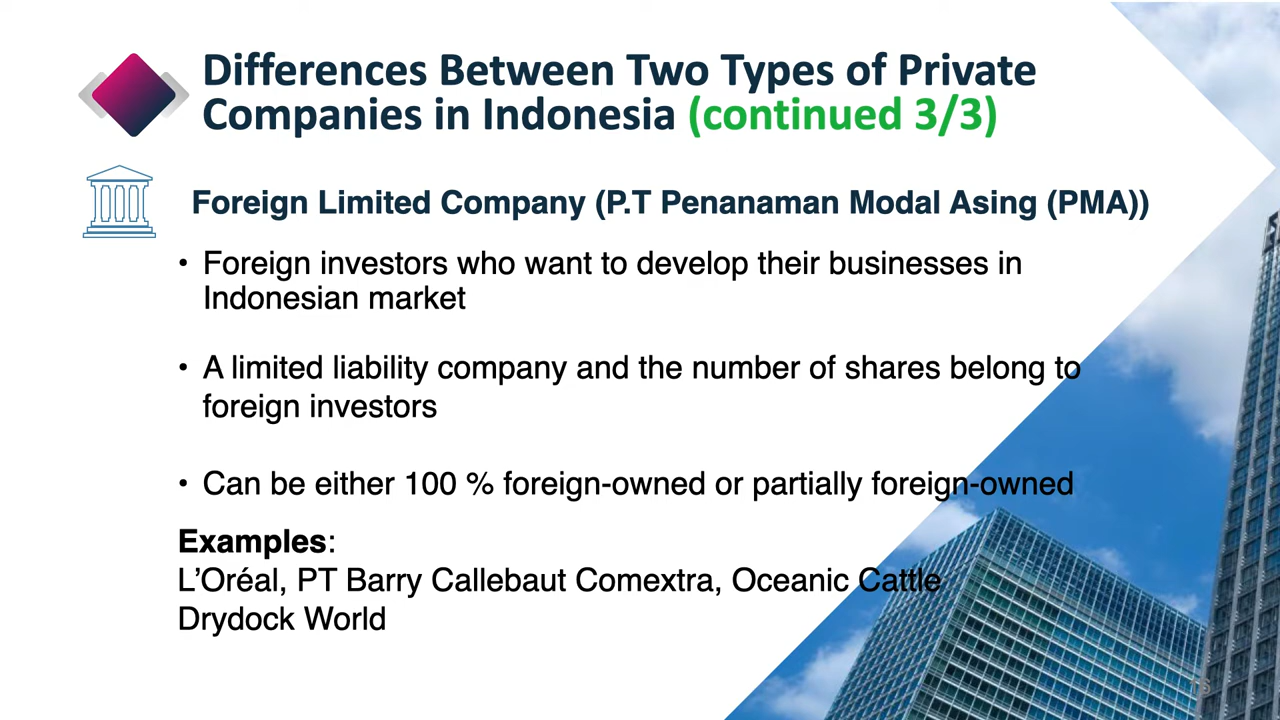 Differences Between Two Types of Private
Companies in Indonesia (continued 3/3)
Foreign Limited Company (P.T Penanaman Modal Asing (PMA))
• Foreign investors who want to develop their businesses in
Indonesian market
• A limited liability company and the number of shares belong to
foreign investors
• Can be either 100 % foreign-owned or partially foreign-owned
Examples:
L’Oréal, PT Barry Callebaut Comextra, Oceanic Cattle
Drydock World